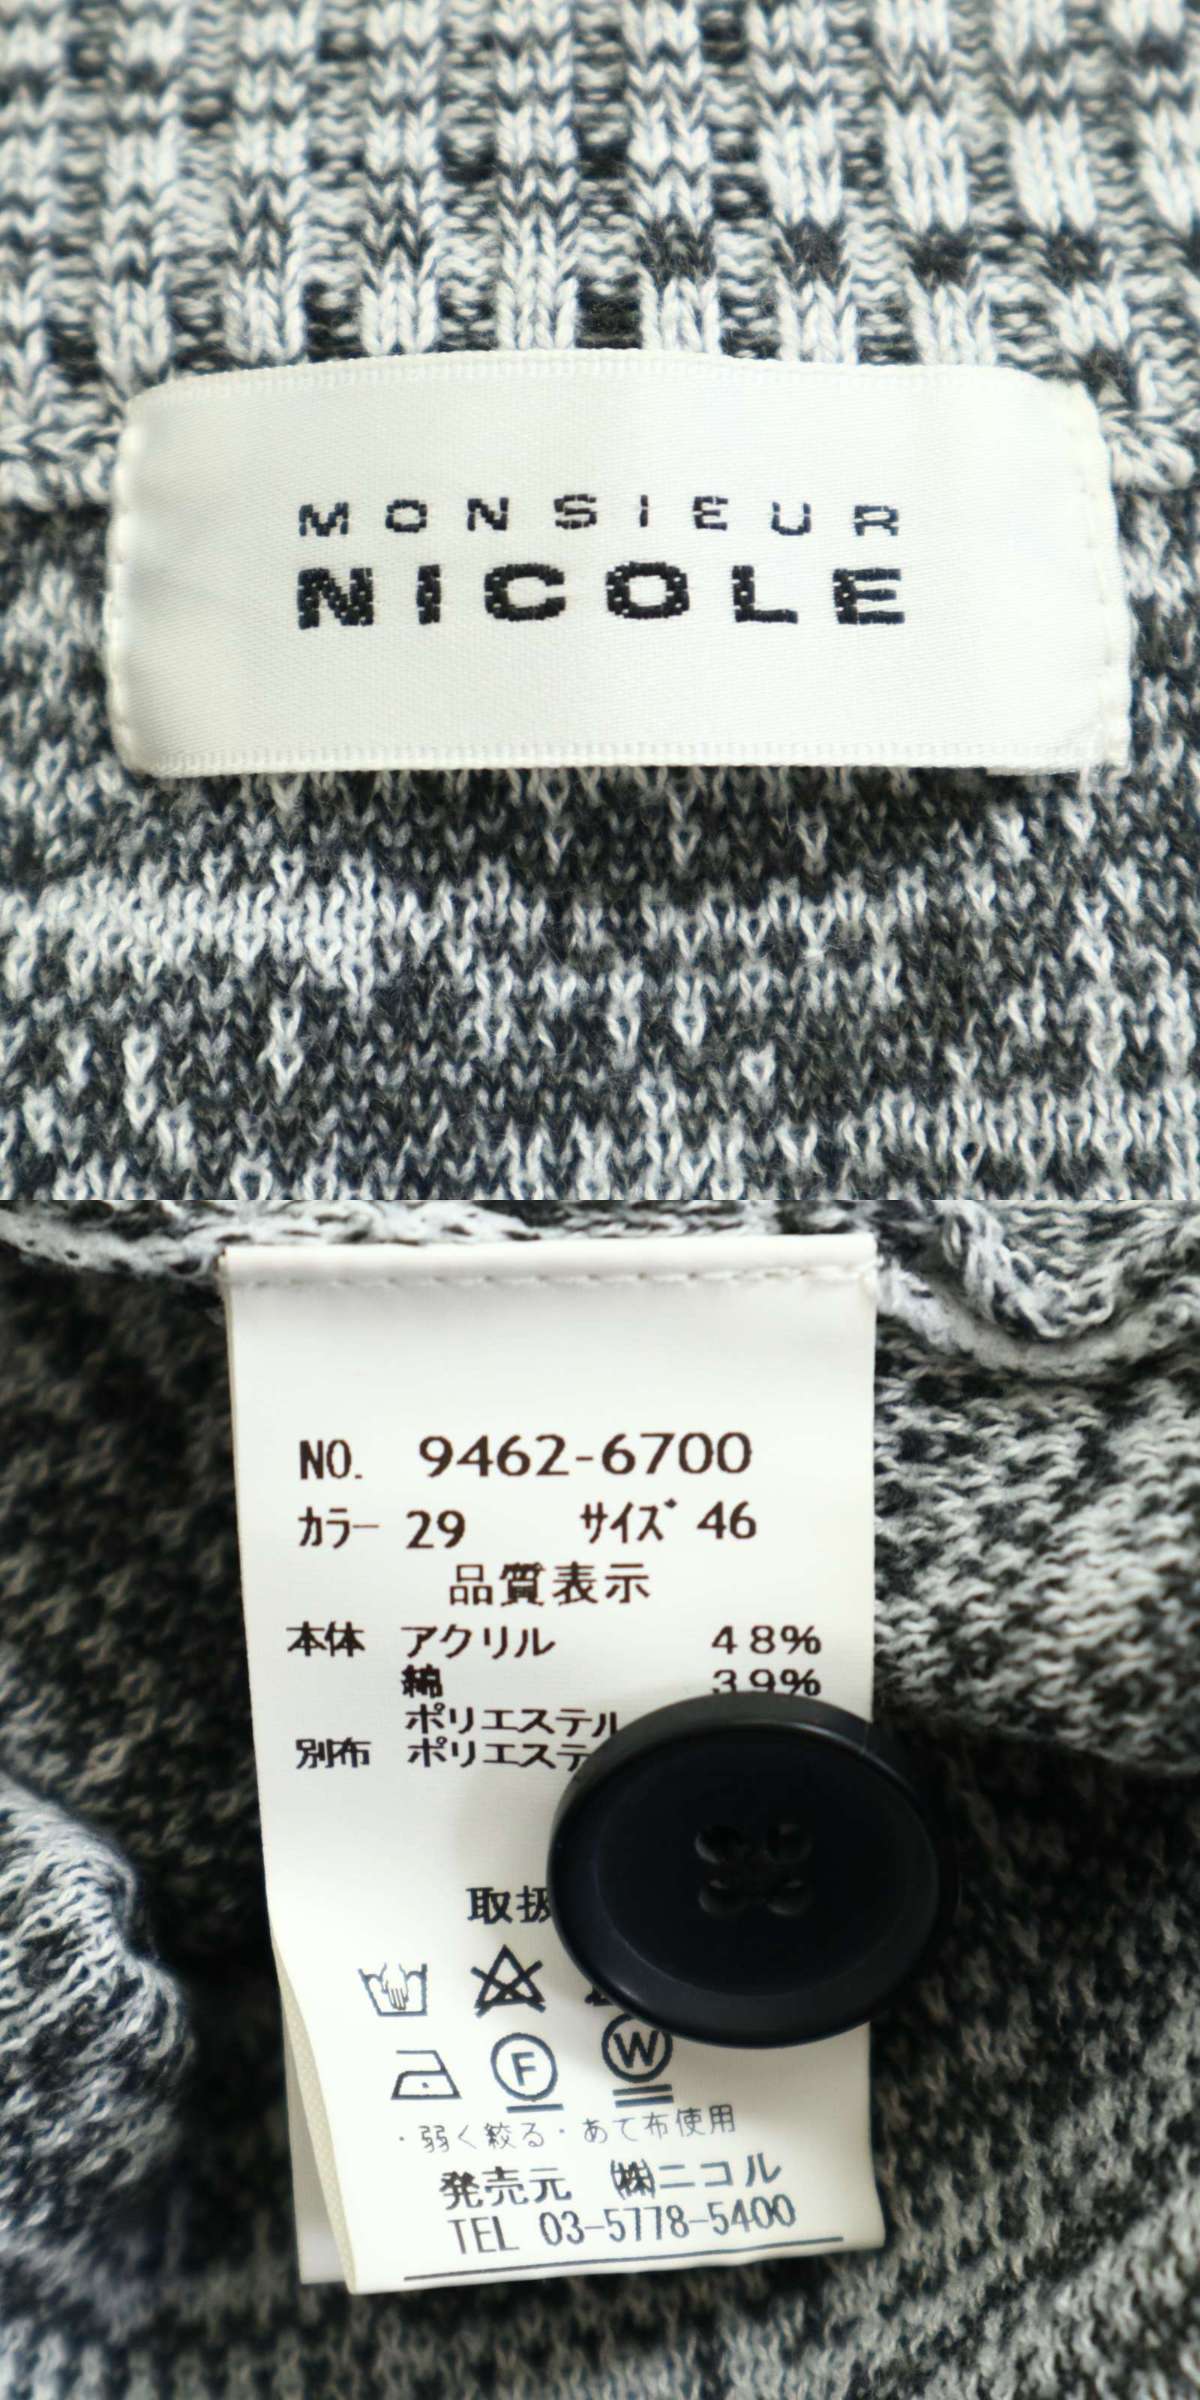 MONSIEUR
NICOLE
NO. 9462-6700
カラー 29 サイズ 46
品質表示
本体 アクリル 48%
綿 39%
ポリエステル
別布 ポリエステ
取扱
F W
・弱く絞る・あて布使用
発売元 ㈱ニコル
TEL 03-5778-5400